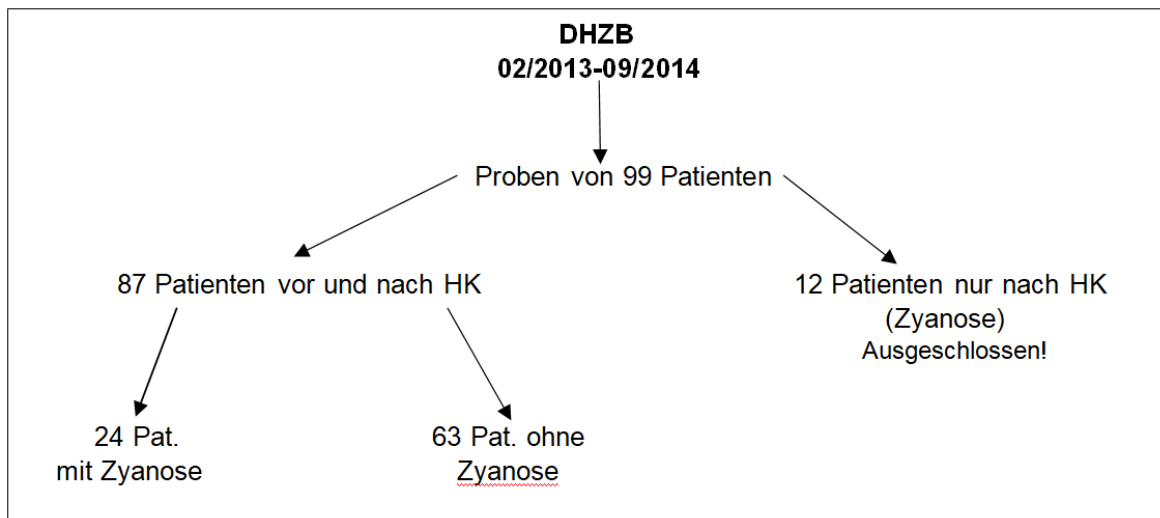 DHZB
02/2013-09/2014
Proben von 99 Patienten
87 Patienten vor und nach HK
12 Patienten nur nach HK
(Zyanose)
Ausgeschlossen!
24 Pat.
mit Zyanose
63 Pat. ohne
Zyanose